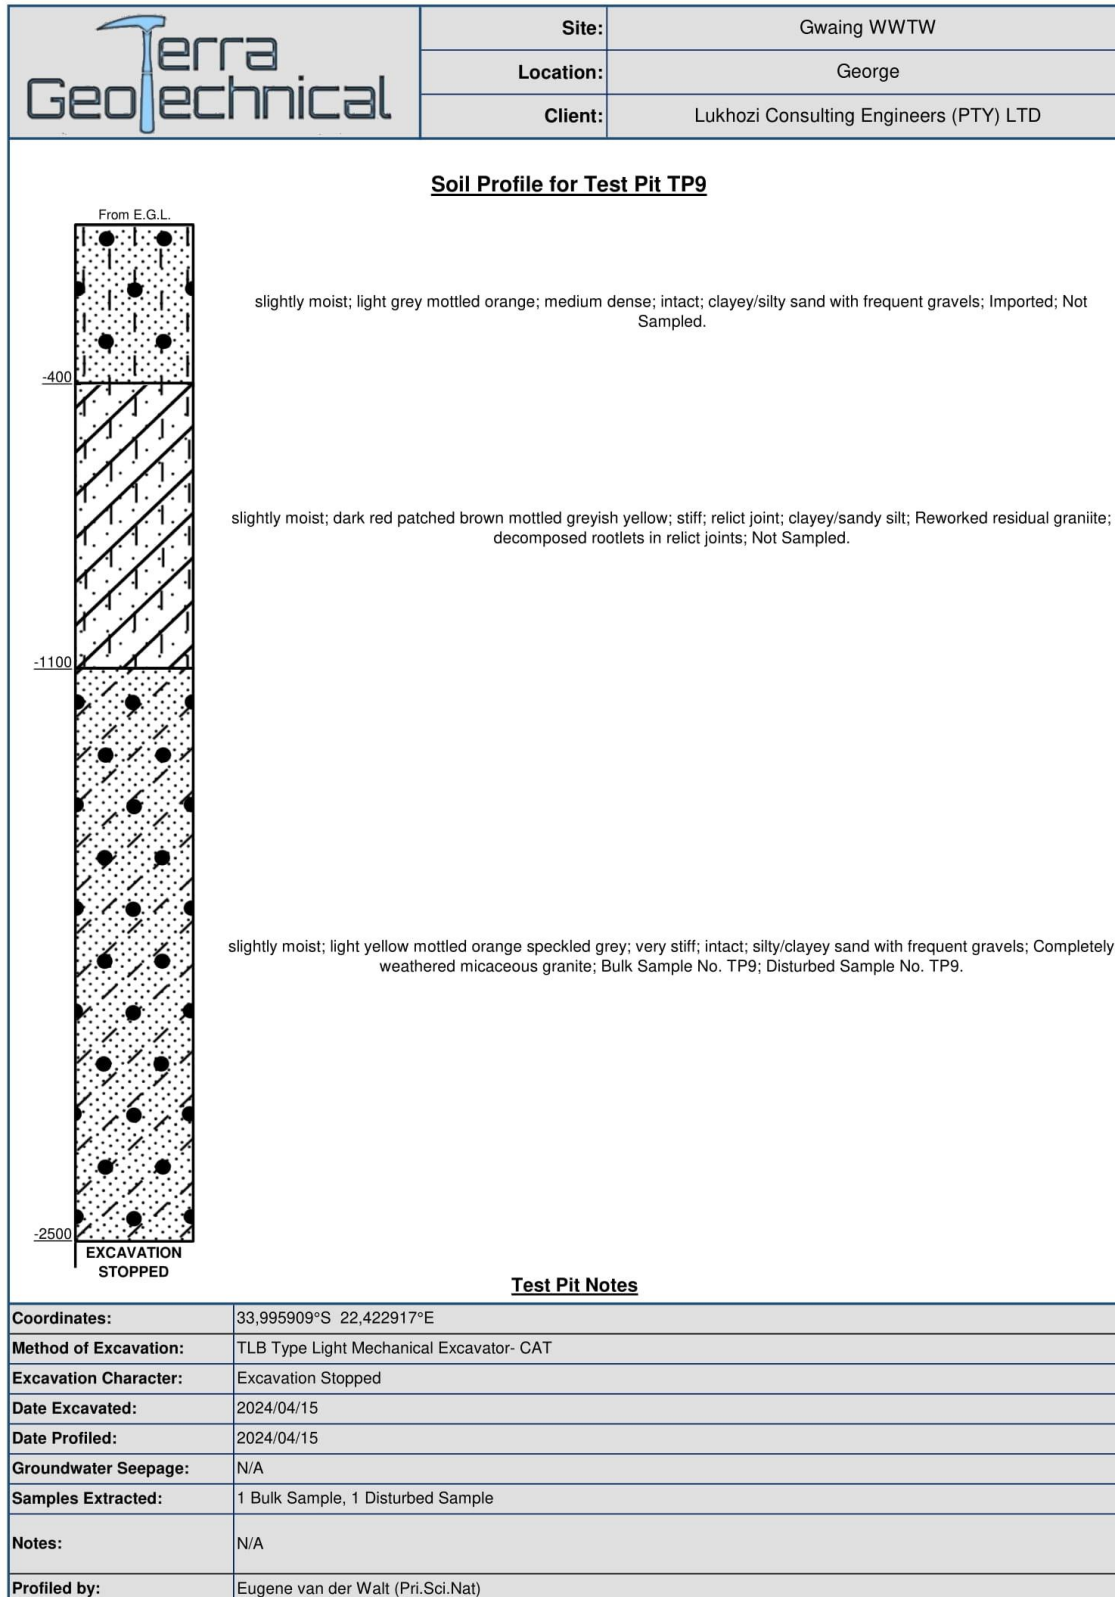 Terra
Geotechnical
Site: Gwaing WWTW
Location: George
Client: Lukhozi Consulting Engineers (PTY) LTD
Soil Profile for Test Pit TP9
From E.G.L.
slightly moist; light grey mottled orange; medium dense; intact; clayey/silty sand with frequent gravels; Imported; Not
Sampled.
-400
slightly moist; dark red patched brown mottled greyish yellow; stiff; relict joint; clayey/sandy silt; Reworked residual graniite;
decomposed rootlets in relict joints; Not Sampled.
-1100
slightly moist; light yellow mottled orange speckled grey; very stiff; intact; silty/clayey sand with frequent gravels; Completely
weathered micaceous granite; Bulk Sample No. TP9; Disturbed Sample No. TP9.
-2500
EXCAVATION
STOPPED
Test Pit Notes
Coordinates: 33,995909°S 22,422917°E
Method of Excavation: TLB Type Light Mechanical Excavator- CAT
Excavation Character: Excavation Stopped
Date Excavated: 2024/04/15
Date Profiled: 2024/04/15
Groundwater Seepage: N/A
Samples Extracted: 1 Bulk Sample, 1 Disturbed Sample
Notes: N/A
Profiled by: Eugene van der Walt (Pri.Sci.Nat)